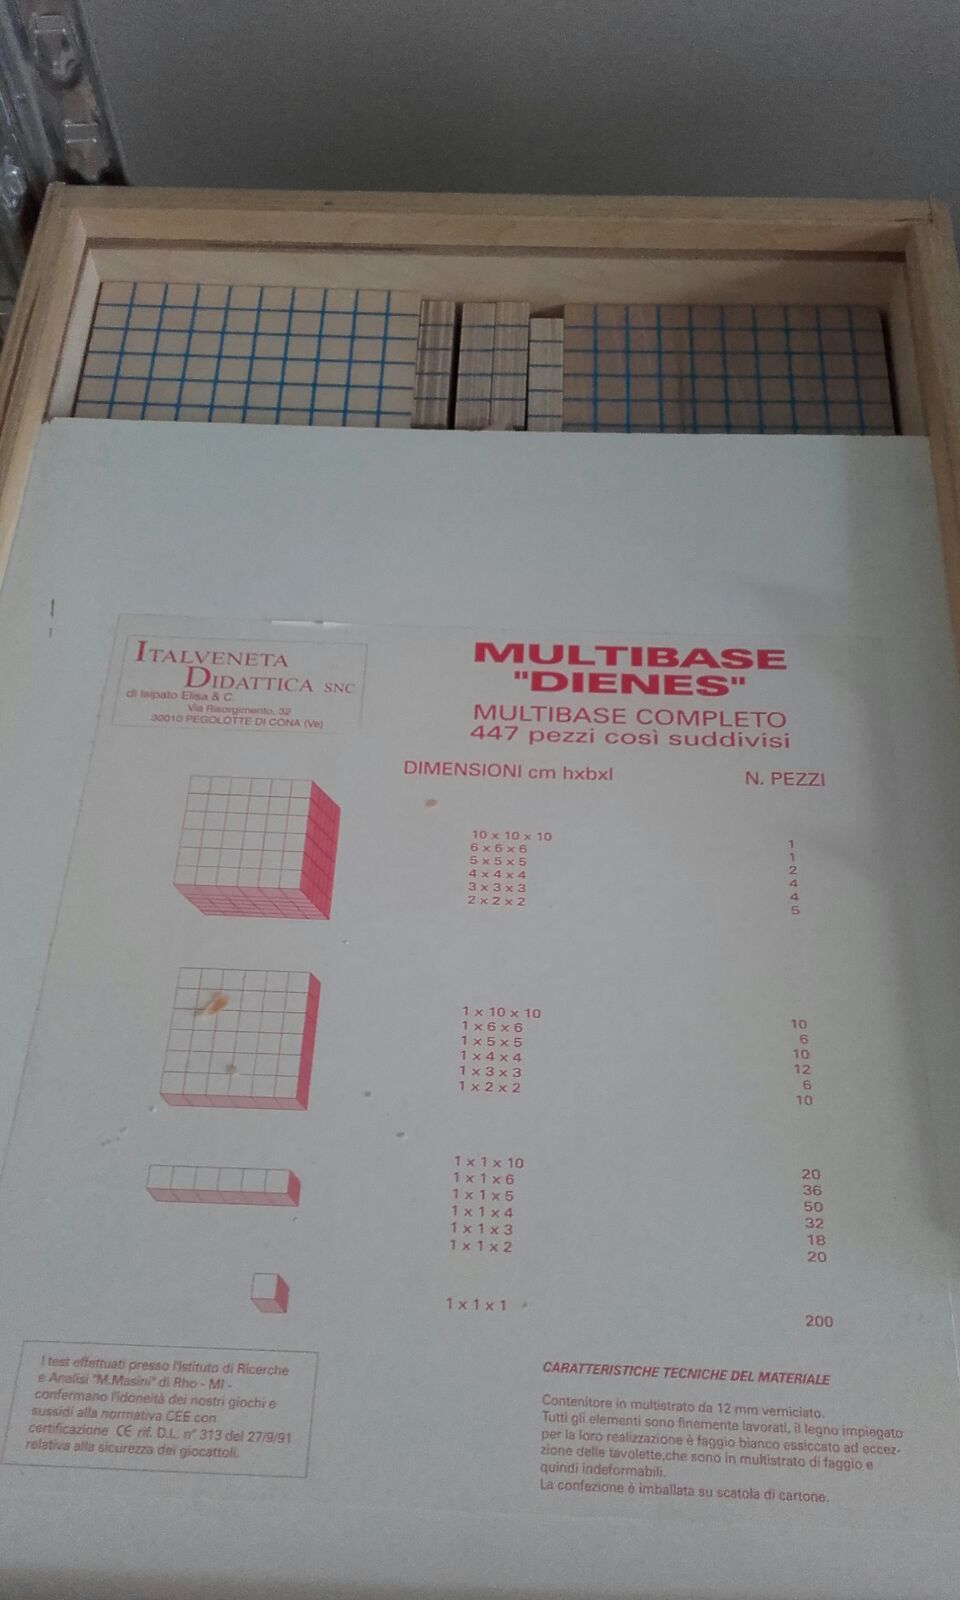 ITALVENETA
DIDATTICA SNC
di Isipato Elisa & C.
Via Risorgimento, 32
30010 PEGOLOTTE DI CONA (Ve)
MULTIBASE
"DIENES"
MULTIBASE COMPLETO
447 pezzi così suddivisi
DIMENSIONI cm hxbxl N. PEZZI
10 x 10 x 10 1
6 x 6 x 6 1
5 x 5 x 5 2
4 x 4 x 4 4
3 x 3 x 3 4
2 x 2 x 2 5
1 x 10 x 10 10
1 x 6 x 6 6
1 x 5 x 5 10
1 x 4 x 4 12
1 x 3 x 3 6
1 x 2 x 2 10
1 x 1 x 10 20
1 x 1 x 6 36
1 x 1 x 5 50
1 x 1 x 4 32
1 x 1 x 3 18
1 x 1 x 2 20
1 x 1 x 1 200
I test effettuati presso l'Istituto di Ricerche
e Analisi "M.Masini" di Rho - MI -
confermano l'idoneità dei nostri giochi e
sussidi alla normativa CEE con
certificazione CE rif. D.L. n° 313 del 27/9/91
relativa alla sicurezza dei giocattoli.
CARATTERISTICHE TECNICHE DEL MATERIALE
Contenitore in multistrato da 12 mm verniciato.
Tutti gli elementi sono finemente lavorati, il legno impiegato
per la loro realizzazione è faggio bianco essiccato ad eccez-
zione delle tavolette,che sono in multistrato di faggio e
quindi indeformabili.
La confezione è imballata su scatola di cartone.